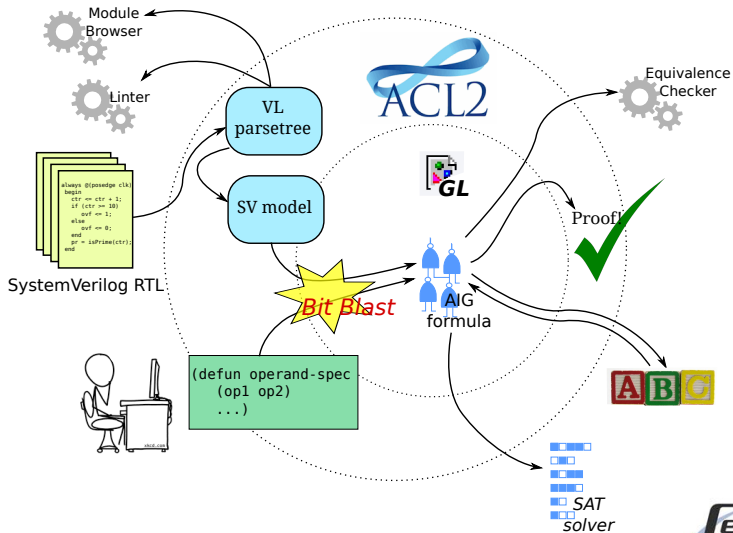 Module
Browser
Linter
VL
parsetree
ACL2
Equivalence
Checker
always @(posedge clk)
begin
ctr <= ctr + 1;
if (ctr >= 10)
ovf <= 1;
else
ovf <= 0;
end
pr = isPrime(ctr);
end
SystemVerilog RTL
SV model
GL
Proof!
Bit Blast
AIG
formula
(defun operand-spec
(op1 op2)
...)
xkcd.com
A B C
SAT
solver